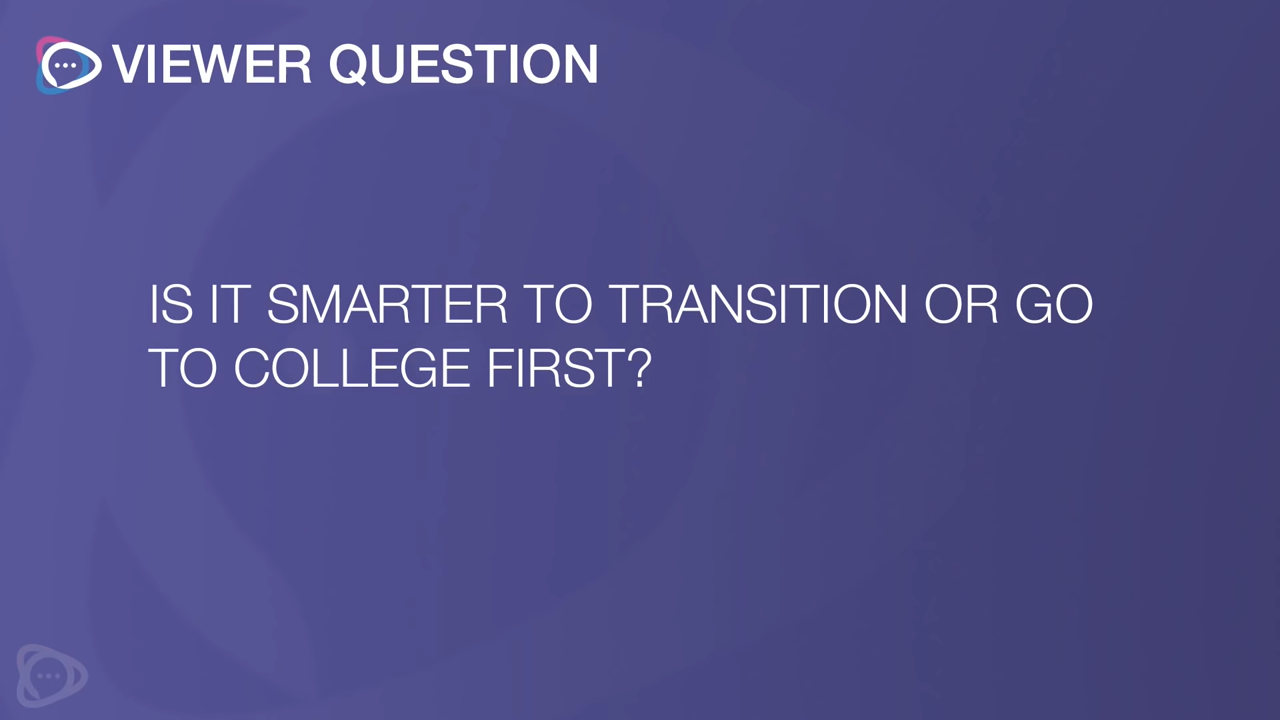 VIEWER QUESTION
IS IT SMARTER TO TRANSITION OR GO
TO COLLEGE FIRST?